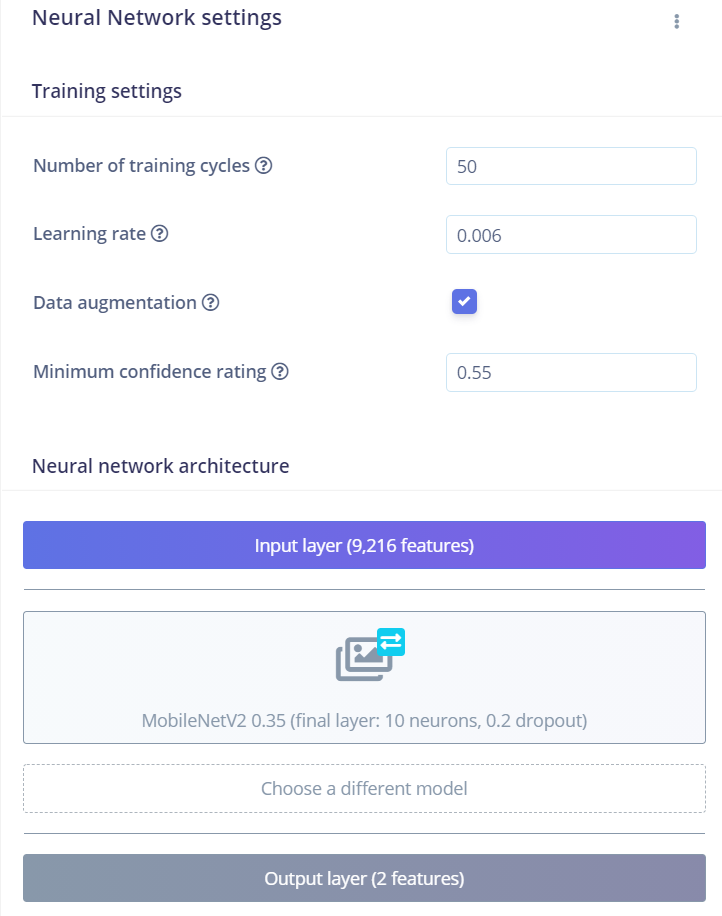 Neural Network settings
Training settings
Number of training cycles
50
Learning rate
0.006
Data augmentation
Minimum confidence rating
0.55
Neural network architecture
Input layer (9,216 features)
MobileNetV2 0.35 (final layer: 10 neurons, 0.2 dropout)
Choose a different model
Output layer (2 features)